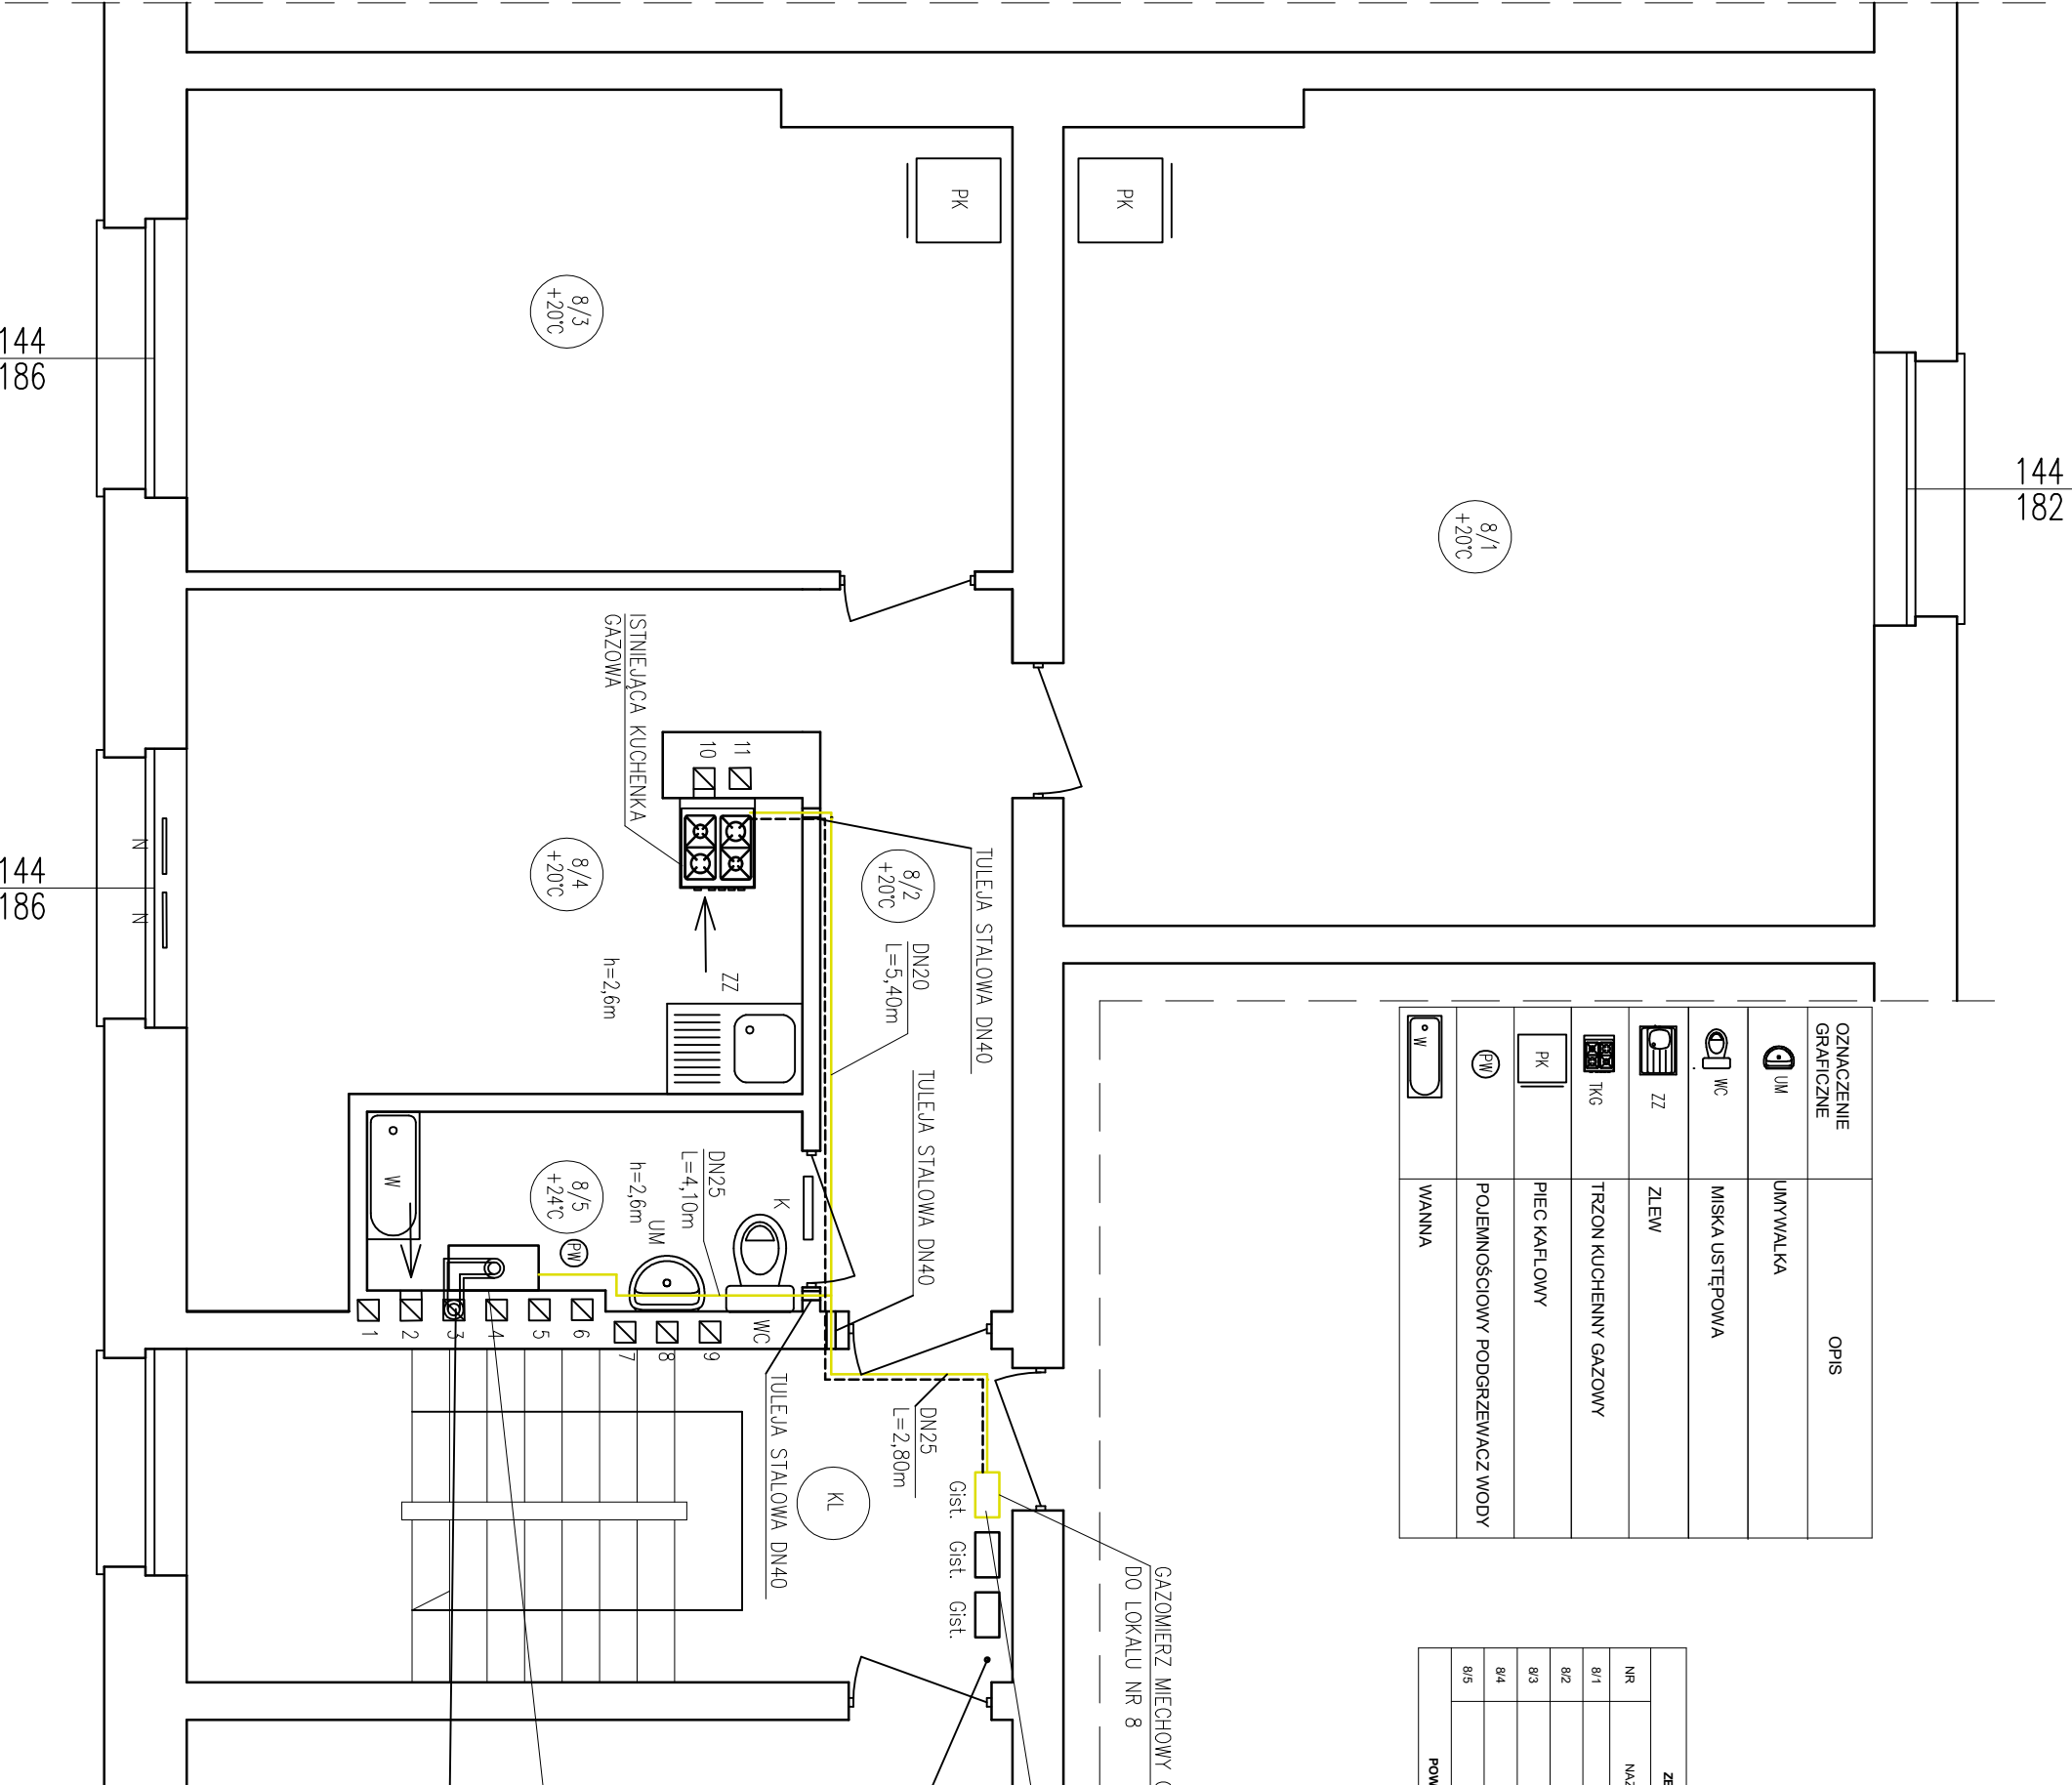 144
186
144
186
144
182
PK
PK
8/3
+20°C
8/1
+20°C
ISTNIEJĄCA KUCHENKA
GAZOWA
10
11
8/4
+20°C
8/2
+20°C
N
N
h=2,6m
ZZ
TULEJA STALOWA DN40
DN20
L=5,40m
TULEJA STALOWA DN40
DN25
L=4,10m
h=2,6m
8/5
+24°C
W
PW
UM
K
WC
1
2
3
4
5
6
7
8
9
TULEJA STALOWA DN40
KL
DN25
L=2,80m
Gist.
Gist.
Gist.
GAZOMIERZ MIECHOWY
DO LOKALU NR 8
OZNACZENIE
GRAFICZNE
OPIS
UM
UMYWALKA
WC
MISKA USTĘPOWA
ZZ
ZLEW
TKG
TRZON KUCHENNY GAZOWY
PK
PIEC KAFLOWY
PW
POJEMNOŚCIOWY PODGRZEWACZ WODY
W
WANNA
ZE
NR
NAZ
8/1
8/2
8/3
8/4
8/5
POW